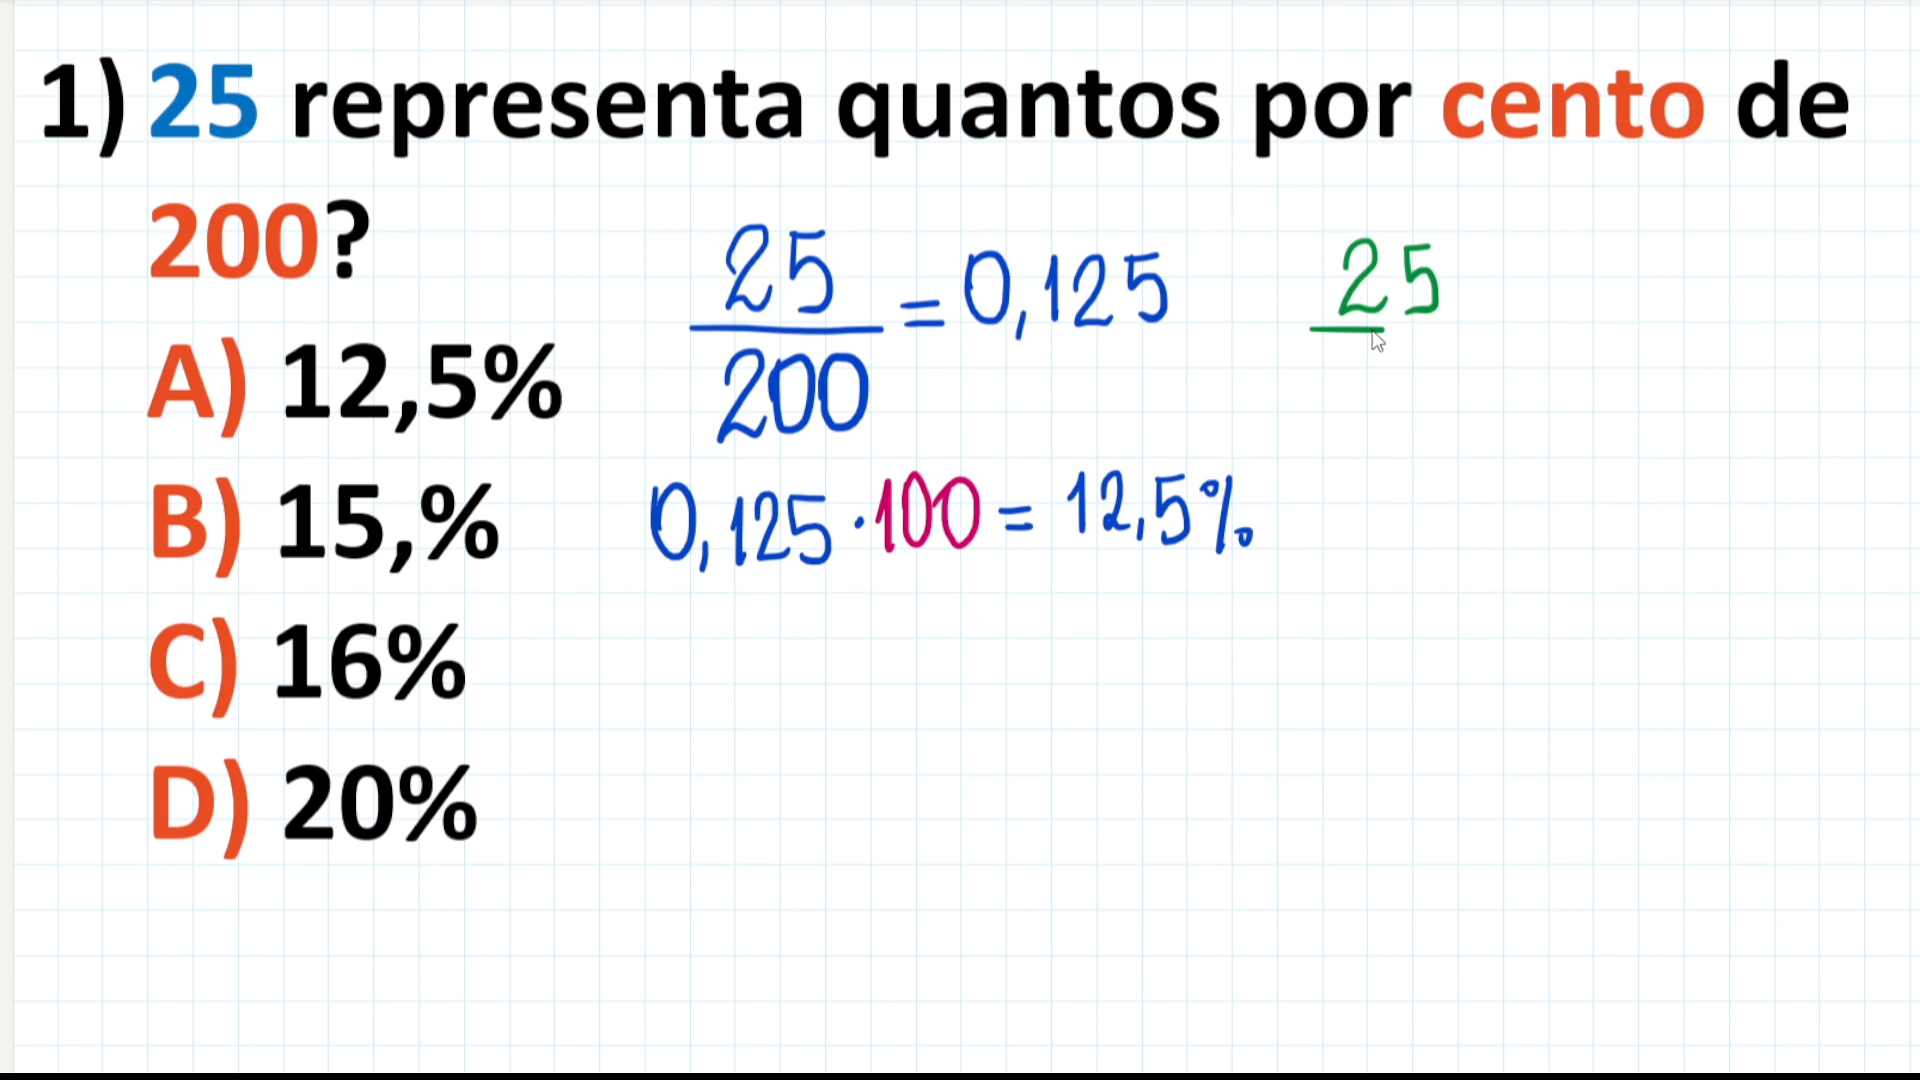 1) 25 representa quantos por cento de
200?
A) 12,5%
B) 15,%
C) 16%
D) 20%
25
200
= 0,125
0,125 · 100 = 12,5%
25